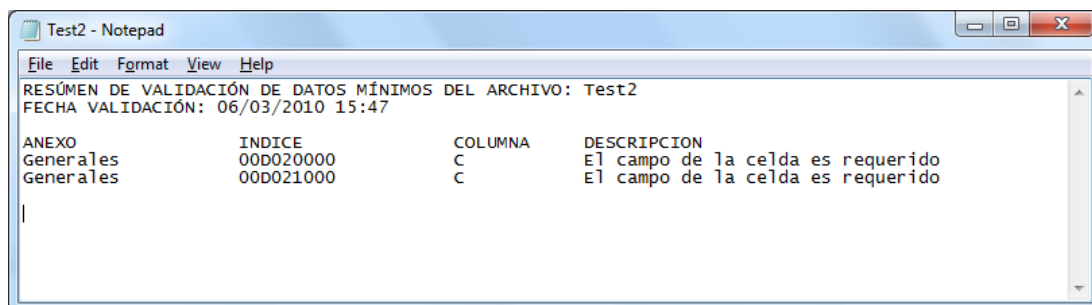 Test2 - Notepad
File Edit Format View Help
RESÚMEN DE VALIDACIÓN DE DATOS MÍNIMOS DEL ARCHIVO: Test2
FECHA VALIDACIÓN: 06/03/2010 15:47
ANEXO INDICE COLUMNA DESCRIPCION
Generales 00D020000 C El campo de la celda es requerido
Generales 00D021000 C El campo de la celda es requerido